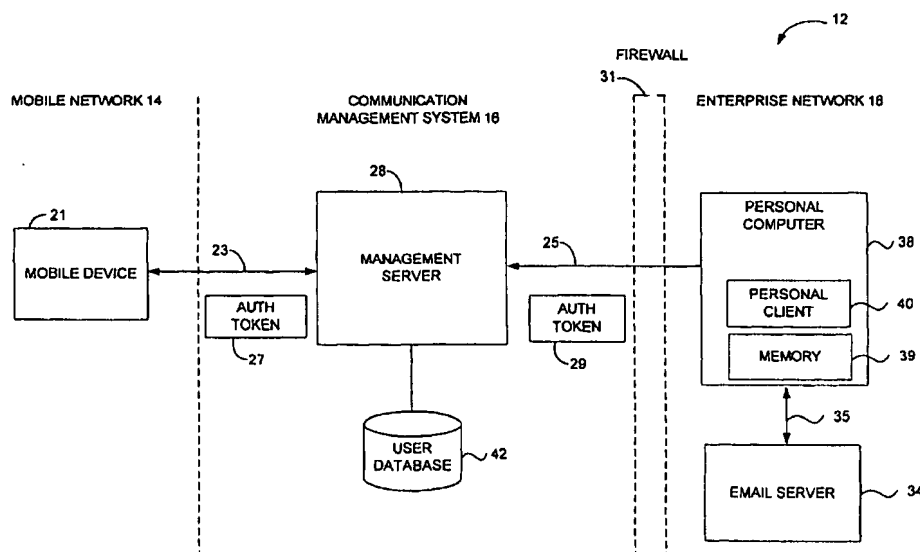 12
FIREWALL
31
MOBILE NETWORK 14
COMMUNICATION
MANAGEMENT SYSTEM 16
ENTERPRISE NETWORK 18
28
21
MOBILE DEVICE
23
MANAGEMENT
SERVER
25
PERSONAL
COMPUTER
38
AUTH
TOKEN
27
AUTH
TOKEN
29
PERSONAL
CLIENT
40
MEMORY
39
35
USER
DATABASE
42
EMAIL SERVER
34